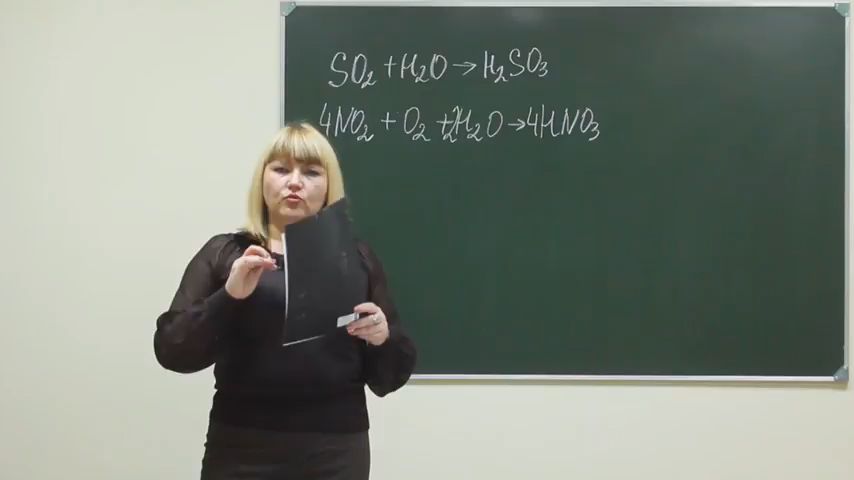 SO₂ + H₂O → H₂SO₃
4NO₂ + O₂ + 2H₂O → 4HNO₃